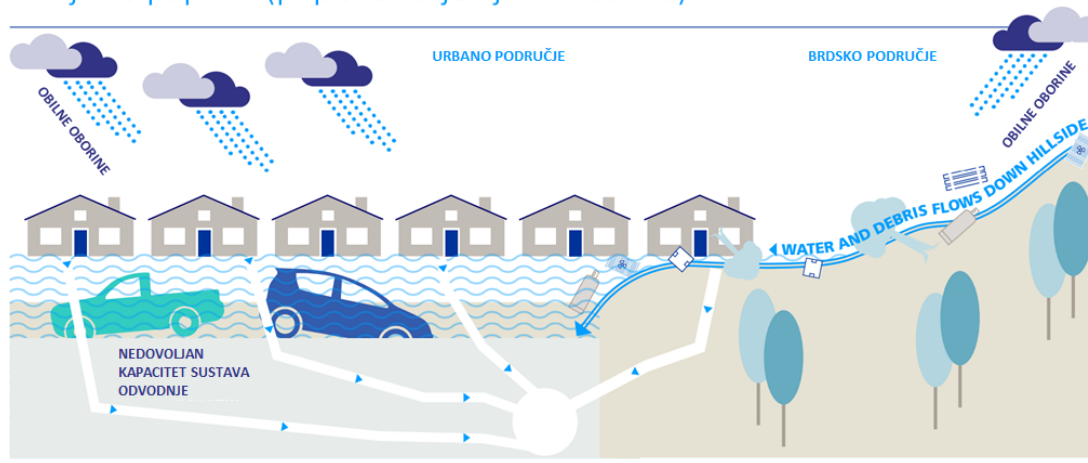 URBANO PODRUČJE
BRDSKO PODRUČJE
OBILNE OBORINE
OBILNE OBORINE
WATER AND DEBRIS FLOWS DOWN HILLSIDE
NEDOVOLJAN
KAPACITET SUSTAVA
ODVODNJE